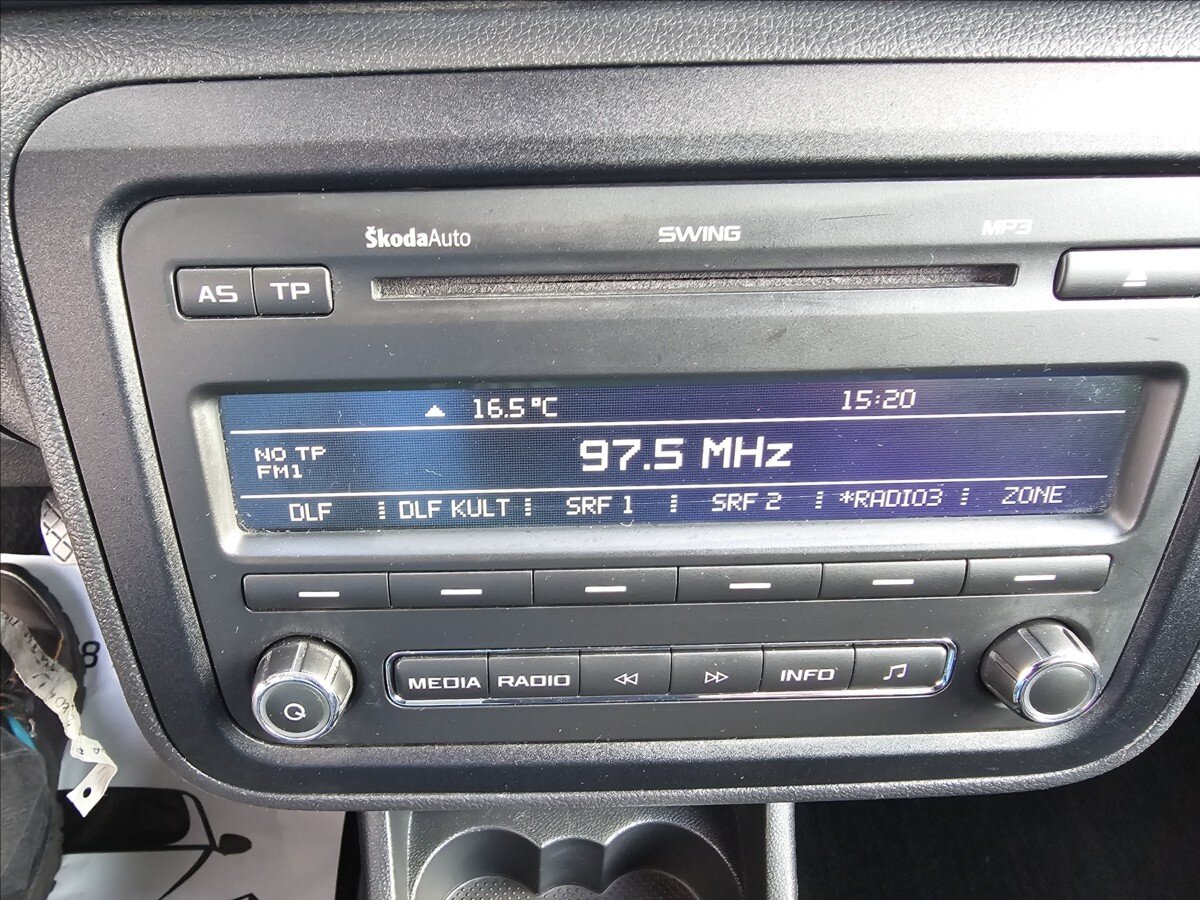 ŠkodaAuto SWING MP3
AS TP
16.5°C 15:20
NO TP
FM1
97.5 MHz
DLF DLF KULT SRF 1 SRF 2 *RADIO3 ZONE
MEDIA RADIO INFO
8